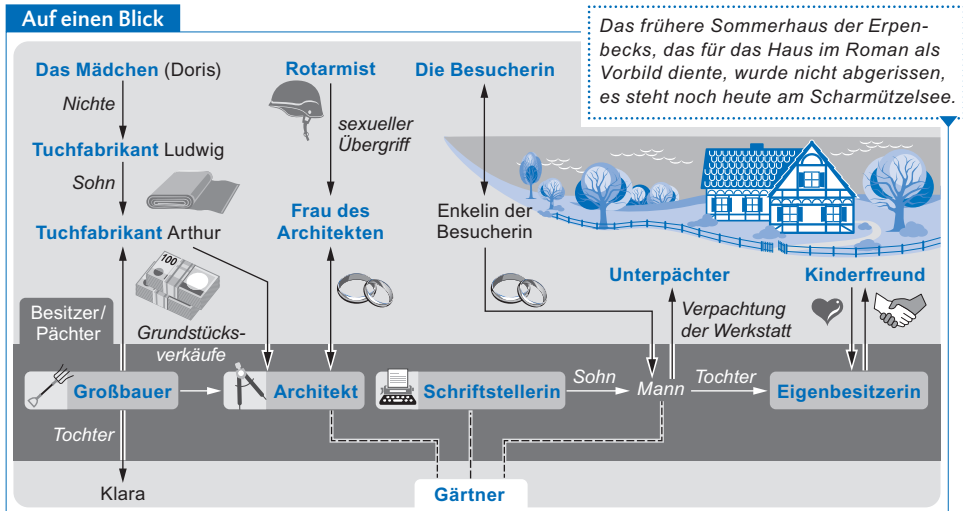 Auf einen Blick
Das frühere Sommerhaus der Erpen-
becks, das für das Haus im Roman als
Vorbild diente, wurde nicht abgerissen,
es steht noch heute am Scharmützelsee.
Das Mädchen (Doris)
Rotarmist
Die Besucherin
Nichte
sexueller
Übergriff
Tuchfabrikant Ludwig
Sohn
Tuchfabrikant Arthur
Frau des
Architekten
Enkelin der
Besucherin
100
Unterpächter
Kinderfreund
Besitzer/
Pächter
Grundstücks-
verkäufe
Verpachtung
der Werkstatt
Großbauer
Architekt
Schriftstellerin
Sohn
Mann
Tochter
Eigenbesitzerin
Tochter
Klara
Gärtner